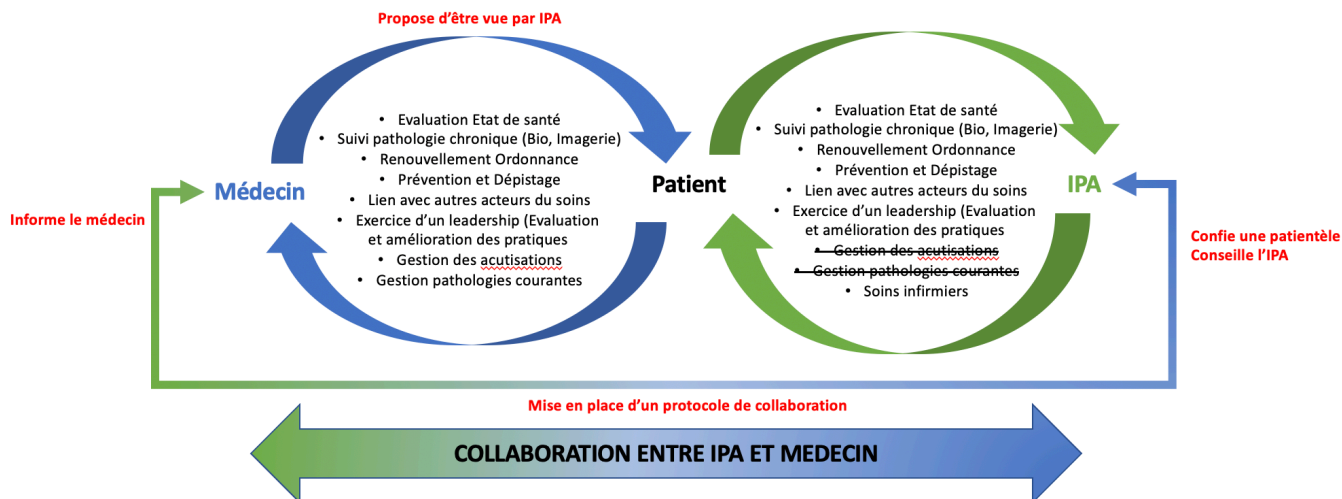 Propose d'être vue par IPA
• Evaluation Etat de santé
• Suivi pathologie chronique (Bio, Imagerie)
• Renouvellement Ordonnance
• Prévention et Dépistage
• Lien avec autres acteurs du soins
• Exercice d'un leadership (Evaluation
et amélioration des pratiques
• Gestion des acutisations
• Gestion pathologies courantes
• Evaluation Etat de santé
• Suivi pathologie chronique (Bio, Imagerie)
• Renouvellement Ordonnance
• Prévention et Dépistage
• Lien avec autres acteurs du soins
• Exercice d'un leadership (Evaluation
et amélioration des pratiques
• Gestion des acutisations
• Gestion pathologies courantes
• Soins infirmiers
Médecin
Patient
IPA
Informe le médecin
Confie une patientèle
Conseille l'IPA
Mise en place d'un protocole de collaboration
COLLABORATION ENTRE IPA ET MEDECIN